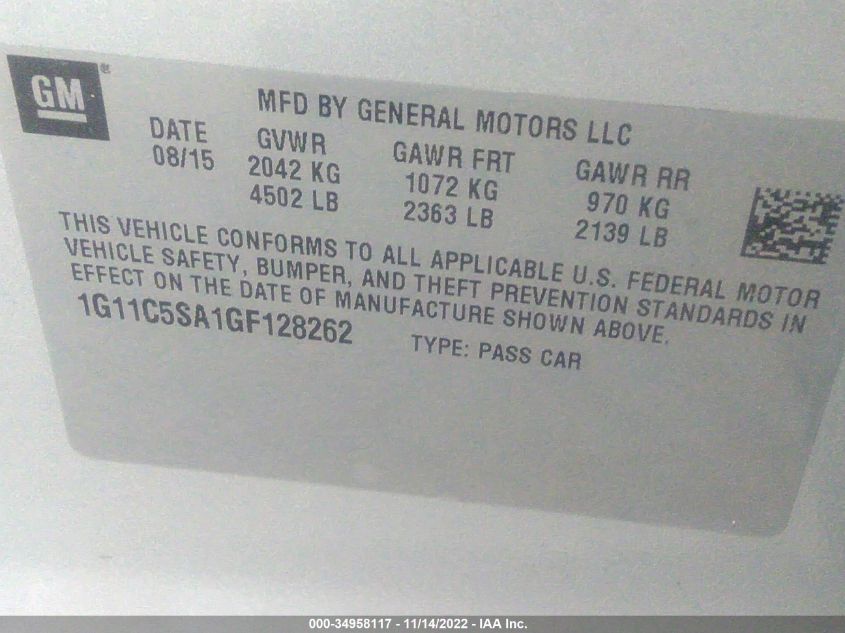 GM®
MFD BY GENERAL MOTORS LLC
DATE GVWR GAWR FRT GAWR RR
08/15 2042 KG 1072 KG 970 KG
4502 LB 2363 LB 2139 LB
THIS VEHICLE CONFORMS TO ALL APPLICABLE U.S. FEDERAL MOTOR
VEHICLE SAFETY, BUMPER, AND THEFT PREVENTION STANDARDS IN
EFFECT ON THE DATE OF MANUFACTURE SHOWN ABOVE.
1G11C5SA1GF128262 TYPE: PASS CAR
000-34958117 - 11/14/2022 - IAA Inc.